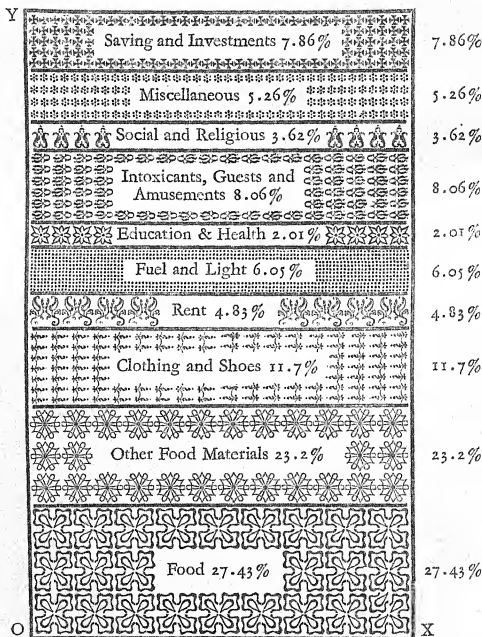 Y
Saving and Investments 7.86% 7.86%
Miscellaneous 5.26% 5.26%
Social and Religious 3.62% 3.62%
Intoxicants, Guests and
Amusements 8.06% 8.06%
Education & Health 2.01% 2.01%
Fuel and Light 6.05% 6.05%
Rent 4.83% 4.83%
Clothing and Shoes 11.7% 11.7%
Other Food Materials 23.2% 23.2%
Food 27.43% 27.43%
O X